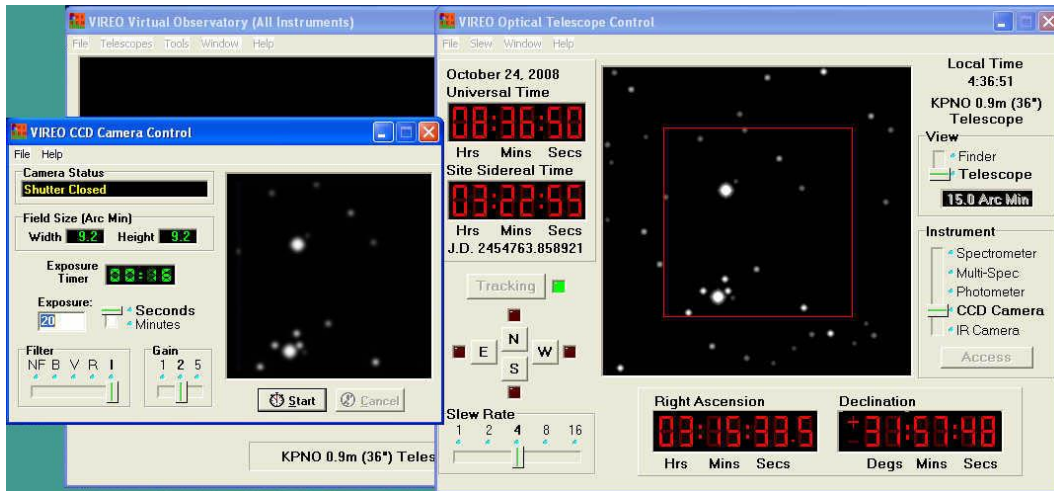 VIREO Virtual Observatory (All Instruments)
File Telescopes Tools Window Help
KPNO 0.9m (36") Teles
VIREO CCD Camera Control
File Help
Camera Status
Shutter Closed
Field Size (Arc Min)
Width 9.2 Height 9.2
Exposure
Timer 00:16
Exposure:
20
Seconds
Minutes
Filter
NF B V R I
Gain
1 2 5
Start Cancel
VIREO Optical Telescope Control
File Slew Window Help
October 24, 2008
Universal Time
08:36:50
Hrs Mins Secs
Site Sidereal Time
03:22:55
Hrs Mins Secs
J.D. 2454763.858921
Tracking
N
E W
S
Slew Rate
1 2 4 8 16
Local Time
4:36:51
KPNO 0.9m (36")
Telescope
View
Finder
Telescope
15.0 Arc Min
Instrument
Spectrometer
Multi-Spec
Photometer
CCD Camera
IR Camera
Access
Right Ascension
03:15:33.5
Hrs Mins Secs
Declination
+31:57:48
Degs Mins Secs